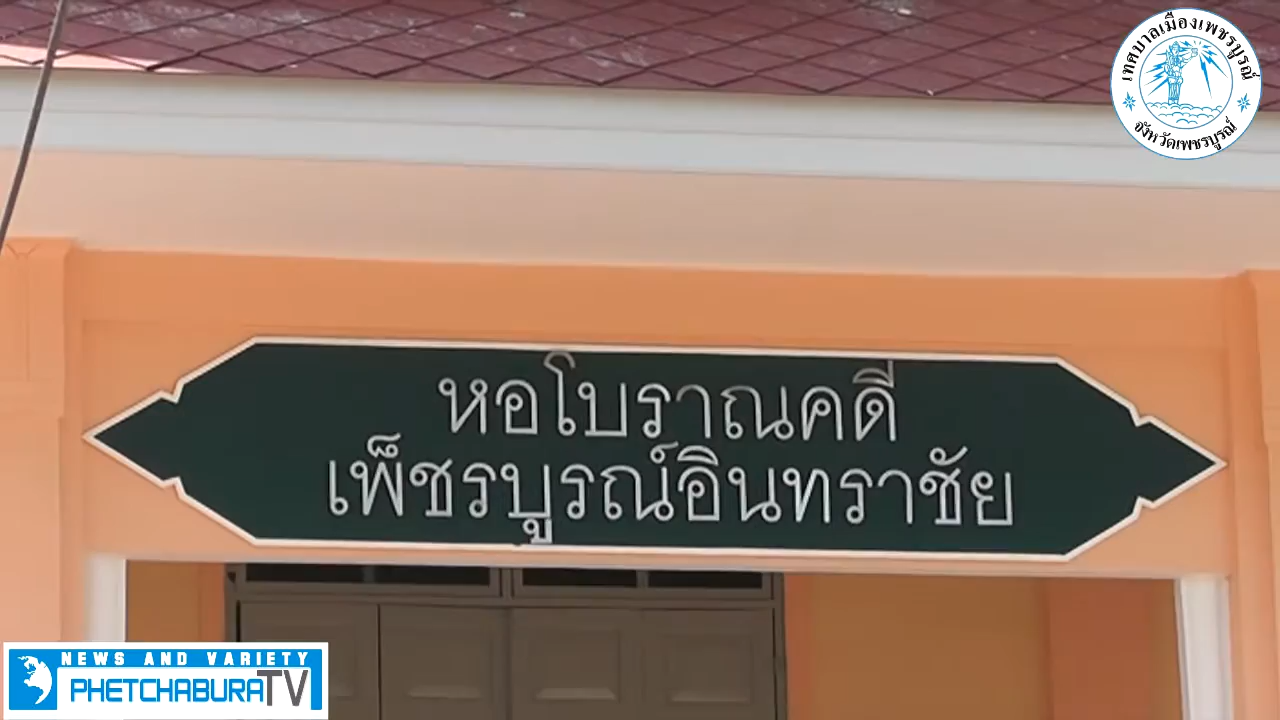 เทศบาลเมืองเพชรบูรณ์
จังหวัดเพชรบูรณ์
หอโบราณคดี
เพ็ชรบูรณ์อินทราชัย
NEWS AND VARIETY
PHETCHABURA TV